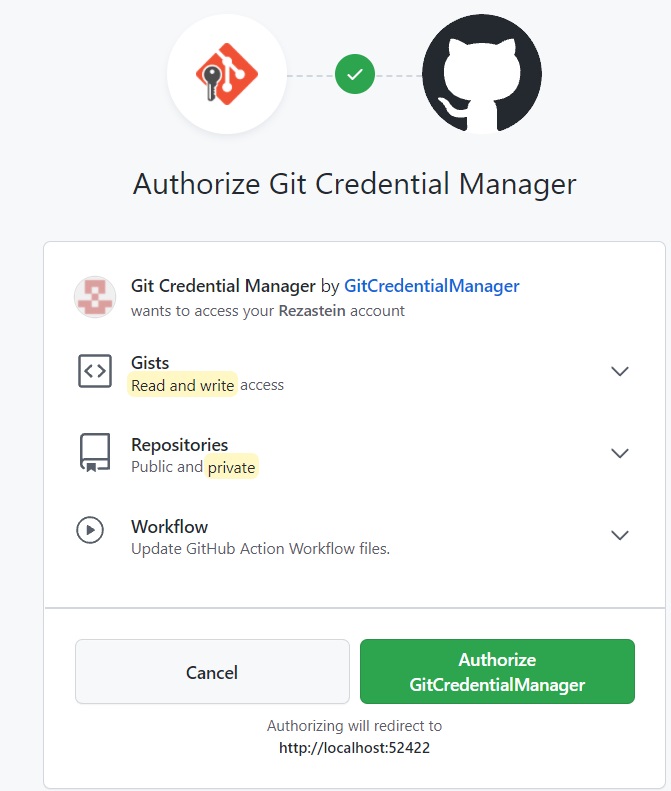 Authorize Git Credential Manager
Git Credential Manager by GitCredentialManager
wants to access your Rezastein account
Gists
Read and write access
Repositories
Public and private
Workflow
Update GitHub Action Workflow files.
Cancel
Authorize
GitCredentialManager
Authorizing will redirect to
http://localhost:52422